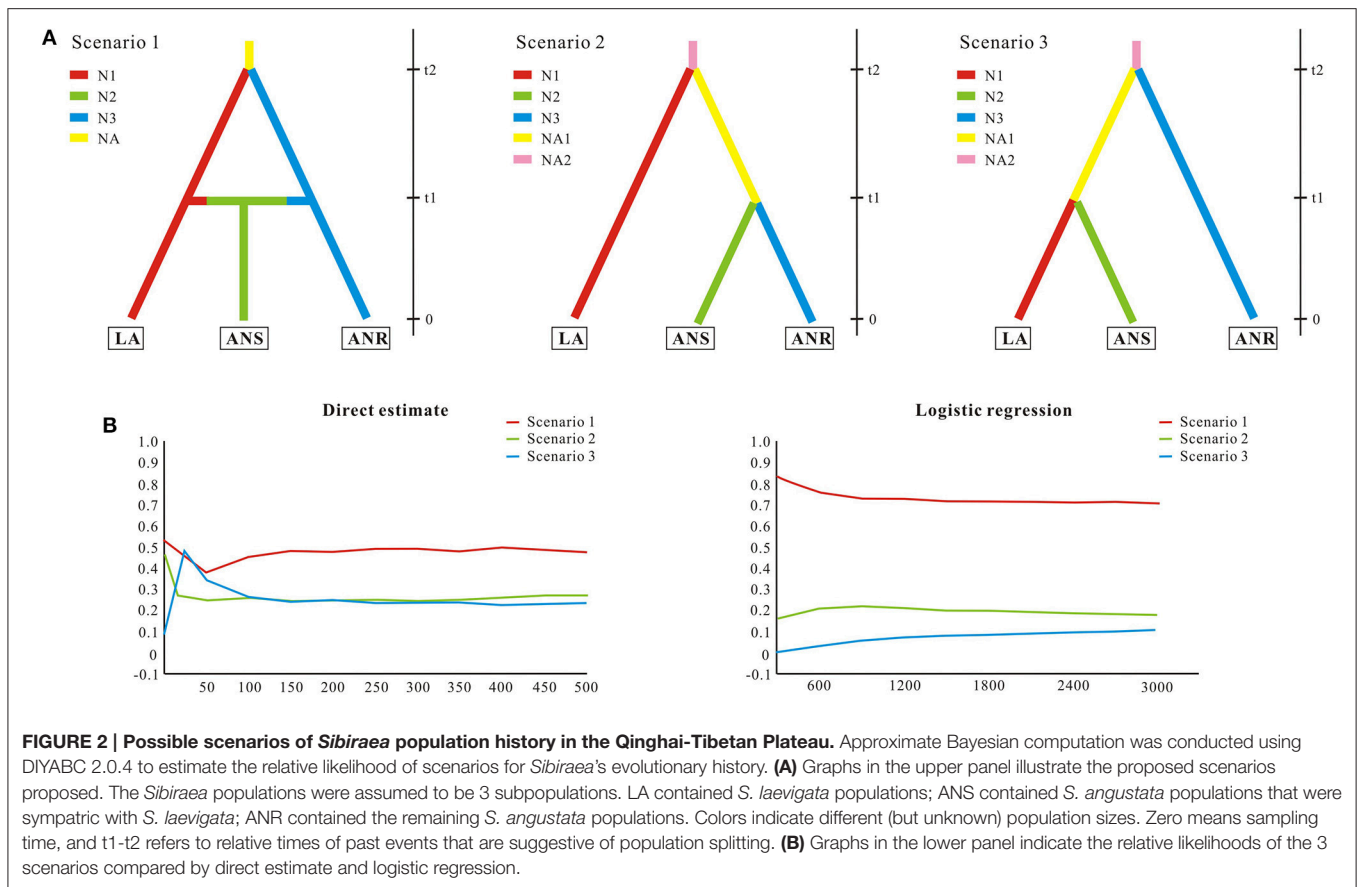 A
Scenario 1
N1
N2
N3
NA
t2
t1
0
LA
ANS
ANR
Scenario 2
N1
N2
N3
NA1
NA2
t2
t1
0
LA
ANS
ANR
Scenario 3
N1
N2
N3
NA1
NA2
t2
t1
0
LA
ANS
ANR
B
Direct estimate
Scenario 1
Scenario 2
Scenario 3
1.0
0.9
0.8
0.7
0.6
0.5
0.4
0.3
0.2
0.1
0
-0.1
50 100 150 200 250 300 350 400 450 500
Logistic regression
Scenario 1
Scenario 2
Scenario 3
1.0
0.9
0.8
0.7
0.6
0.5
0.4
0.3
0.2
0.1
0
-0.1
600 1200 1800 2400 3000
FIGURE 2 | Possible scenarios of Sibiraea population history in the Qinghai-Tibetan Plateau. Approximate Bayesian computation was conducted using
DIYABC 2.0.4 to estimate the relative likelihood of scenarios for Sibiraea's evolutionary history. (A) Graphs in the upper panel illustrate the proposed scenarios
proposed. The Sibiraea populations were assumed to be 3 subpopulations. LA contained S. laevigata populations; ANS contained S. angustata populations that were
sympatric with S. laevigata; ANR contained the remaining S. angustata populations. Colors indicate different (but unknown) population sizes. Zero means sampling
time, and t1-t2 refers to relative times of past events that are suggestive of population splitting. (B) Graphs in the lower panel indicate the relative likelihoods of the 3
scenarios compared by direct estimate and logistic regression.